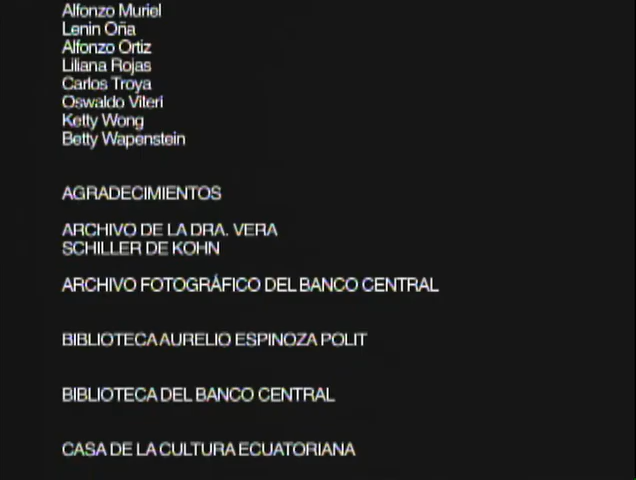 Alfonzo Muriel
Lenin Oña
Alfonzo Ortiz
Liliana Rojas
Carlos Troya
Oswaldo Viteri
Ketty Wong
Betty Wapenstein
AGRADECIMIENTOS
ARCHIVO DE LA DRA. VERA
SCHILLER DE KOHN
ARCHIVO FOTOGRÁFICO DEL BANCO CENTRAL
BIBLIOTECA AURELIO ESPINOZA POLIT
BIBLIOTECA DEL BANCO CENTRAL
CASA DE LA CULTURA ECUATORIANA